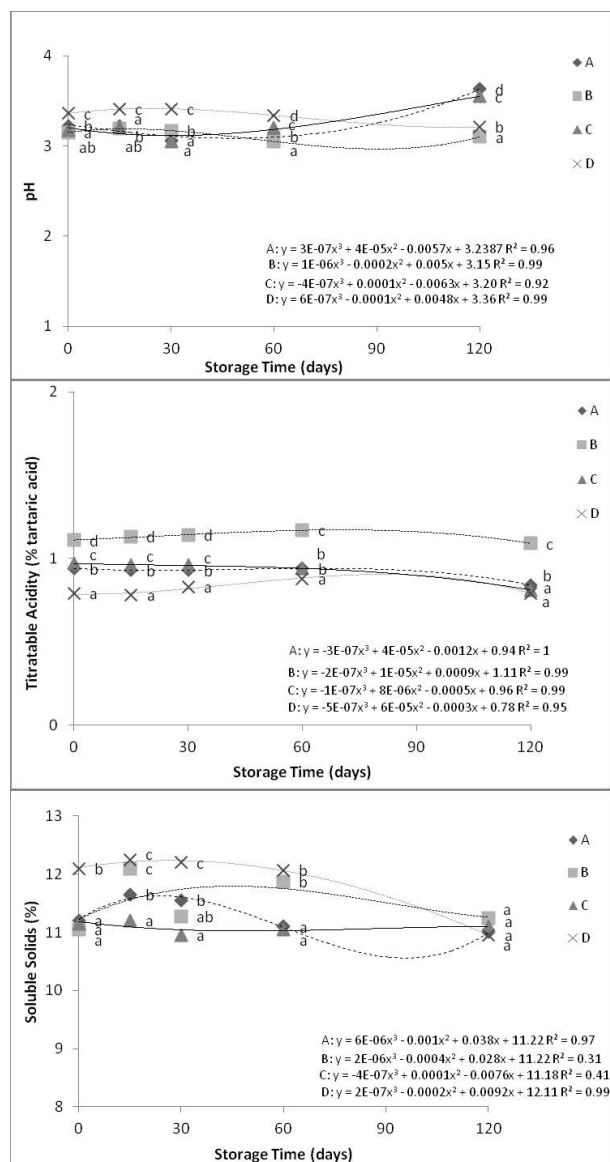 4
3
2
1
pH
0
30
60
90
120
Storage Time (days)
A
B
C
D
c
b
a
ab
c
a
b
ab
c
b
a
d
c
b
a
d
c
b
a
A: y = 3E-07x³ + 4E-05x² - 0.0057x + 3.2387 R² = 0.96
B: y = 1E-06x³ - 0.0002x² + 0.005x + 3.15 R² = 0.99
C: y = -4E-07x³ + 0.0001x² - 0.0063x + 3.20 R² = 0.92
D: y = 6E-07x³ - 0.0001x² + 0.0048x + 3.36 R² = 0.99
2
1
0
Titratable Acidity (% tartaric acid)
0
30
60
90
120
Storage Time (days)
A
B
C
D
d
c
b
a
d
c
b
a
d
c
b
a
c
b
b
a
c
b
a
a
A: y = -3E-07x³ + 4E-05x² - 0.0012x + 0.94 R² = 1
B: y = -2E-07x³ + 1E-05x² + 0.0009x + 1.11 R² = 0.99
C: y = -1E-07x³ + 8E-06x² - 0.0005x + 0.96 R² = 0.99
D: y = -5E-07x³ + 6E-05x² - 0.0003x + 0.78 R² = 0.95
13
12
11
10
9
8
Soluble Solids (%)
0
30
60
90
120
Storage Time (days)
A
B
C
D
b
a
a
a
c
c
b
a
c
b
ab
a
b
b
a
a
a
a
a
a
A: y = 6E-06x³ - 0.001x² + 0.038x + 11.22 R² = 0.97
B: y = 2E-06x³ - 0.0004x² + 0.028x + 11.22 R² = 0.31
C: y = -4E-07x³ + 0.0001x² - 0.0076x + 11.18 R² = 0.41
D: y = 2E-07x³ - 0.0002x² + 0.0092x + 12.11 R² = 0.99